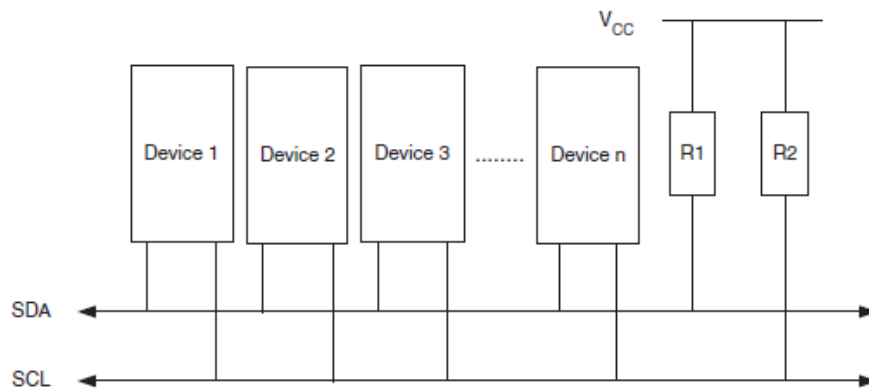 VCC
Device 1
Device 2
Device 3
........
Device n
R1
R2
SDA
SCL